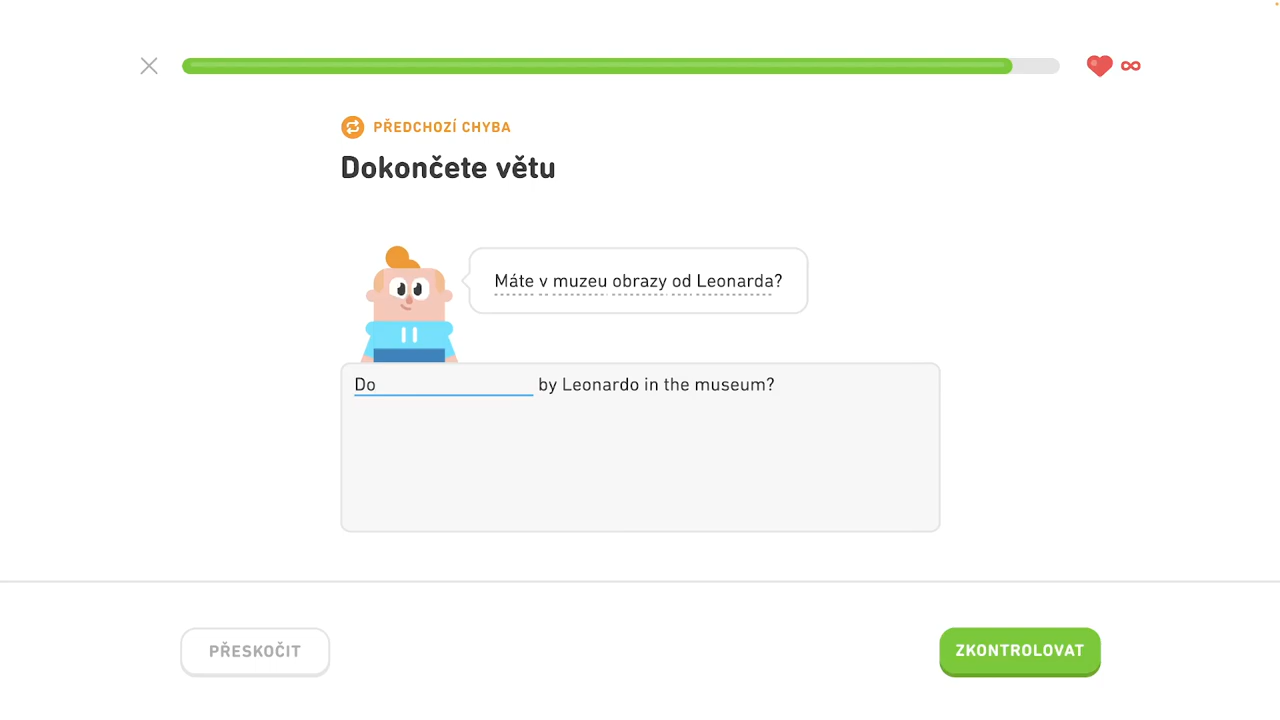 ∞
PŘEDCHOZÍ CHYBA
Dokončete větu
Máte v muzeu obrazy od Leonarda?
Do by Leonardo in the museum?
PŘESKOČIT
ZKONTROLOVAT